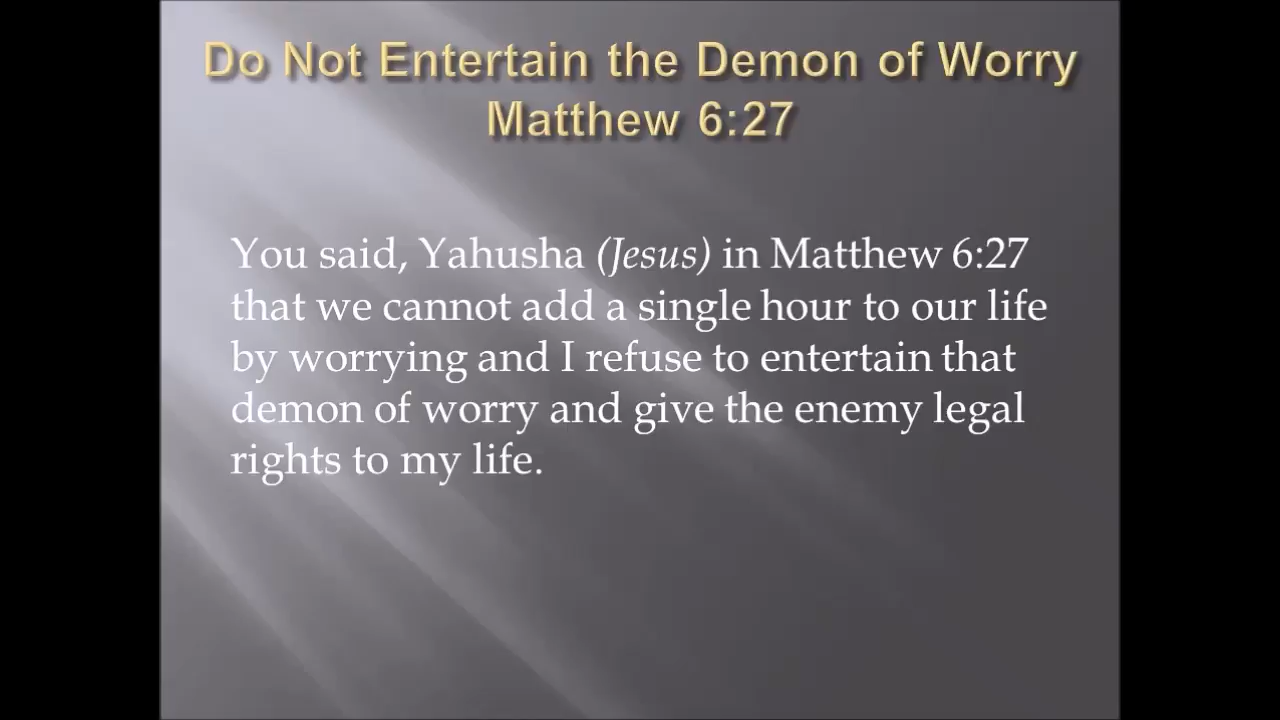 Do Not Entertain the Demon of Worry
Matthew 6:27
You said, Yahusha (Jesus) in Matthew 6:27
that we cannot add a single hour to our life
by worrying and I refuse to entertain that
demon of worry and give the enemy legal
rights to my life.